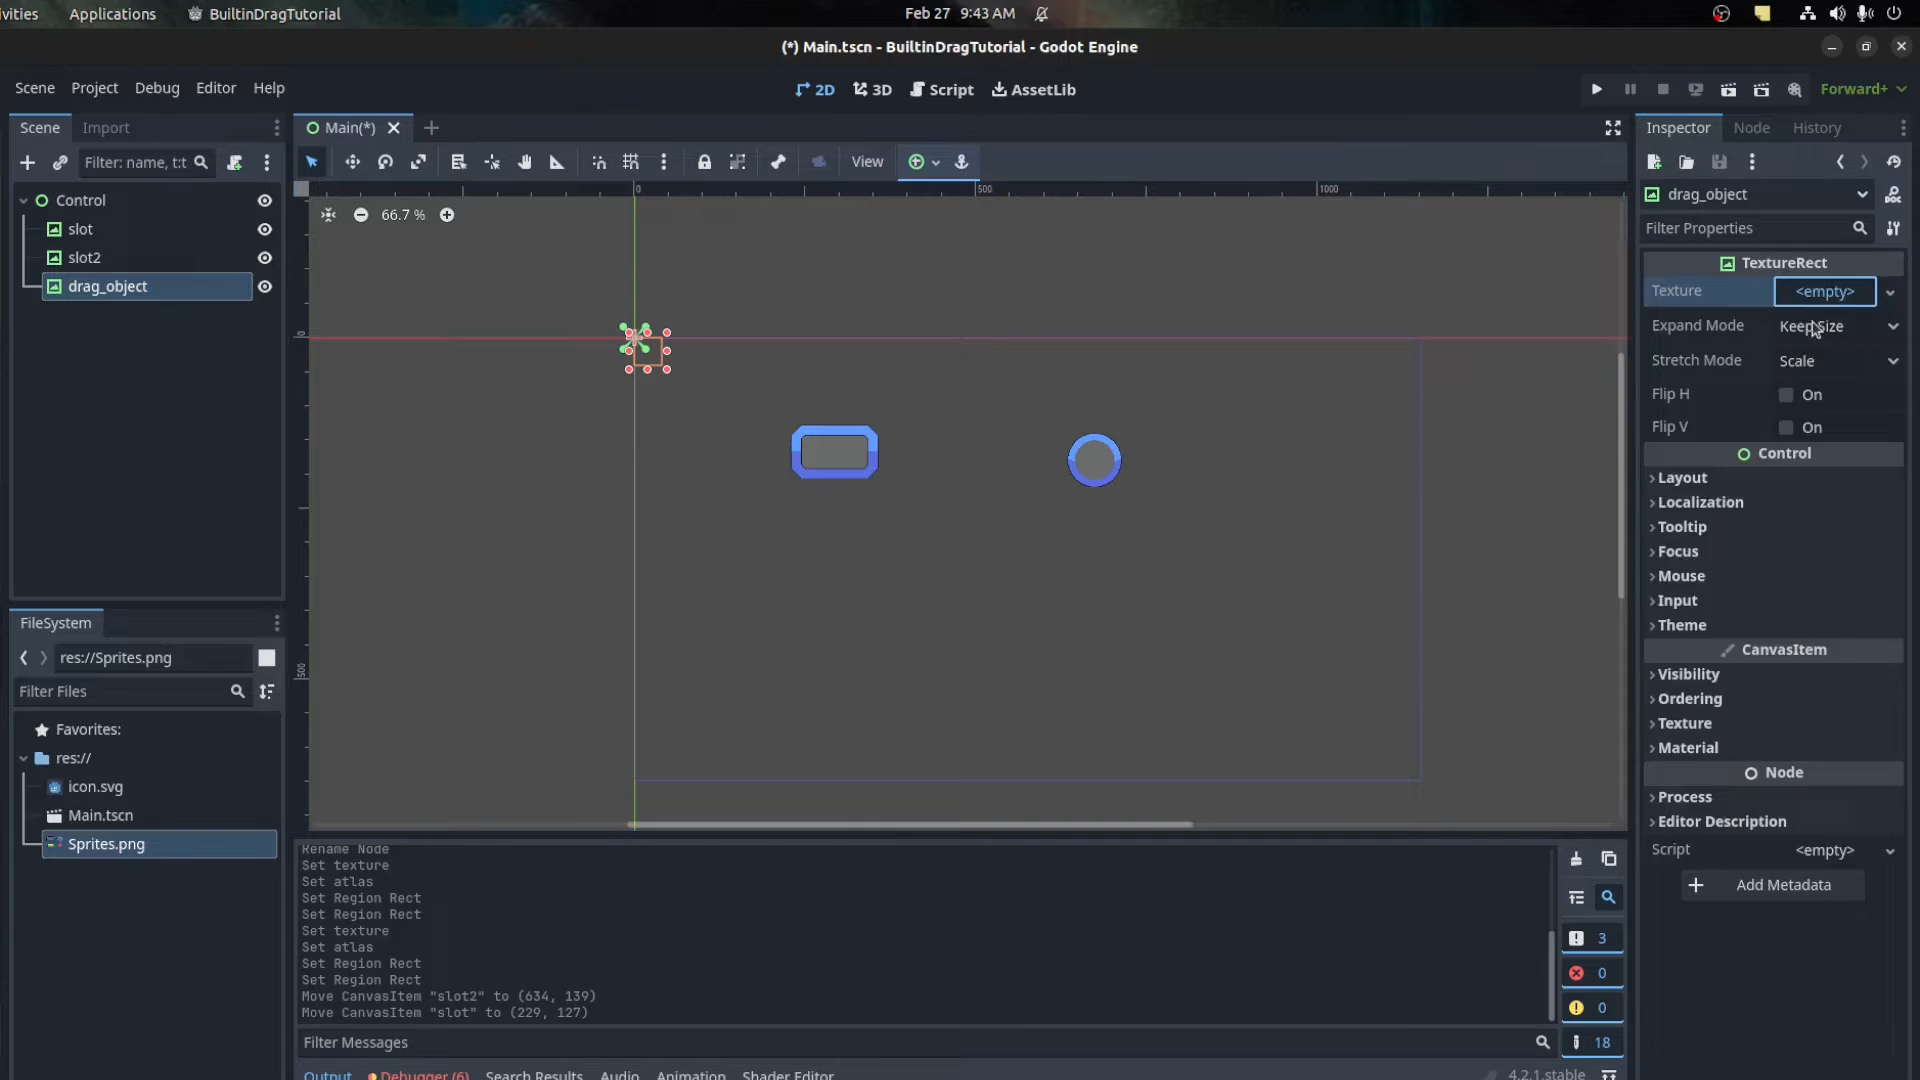 ivities
Applications
BuiltinDragTutorial
Feb 27 9:43 AM
(*) Main.tscn - BuiltinDragTutorial - Godot Engine
Scene Project Debug Editor Help
2D 3D Script AssetLib
Forward+
Scene Import
Filter: name, t:t
Control
slot
slot2
drag_object
FileSystem
res://Sprites.png
Filter Files
Favorites:
res://
icon.svg
Main.tscn
Sprites.png
Main(*)
View
0 500 1000
66.7 %
0
500
Rename Node
Set texture
Set atlas
Set Region Rect
Set Region Rect
Set texture
Set atlas
Set Region Rect
Set Region Rect
Move CanvasItem "slot2" to (634, 139)
Move CanvasItem "slot" to (229, 127)
Filter Messages
3
0
0
18
Output Debugger (6) Search Results Audio Animation Shader Editor
4.2.1.stable
Inspector Node History
drag_object
Filter Properties
TextureRect
Texture <empty>
Expand Mode Keep Size
Stretch Mode Scale
Flip H On
Flip V On
Control
Layout
Localization
Tooltip
Focus
Mouse
Input
Theme
CanvasItem
Visibility
Ordering
Texture
Material
Node
Process
Editor Description
Script <empty>
Add Metadata